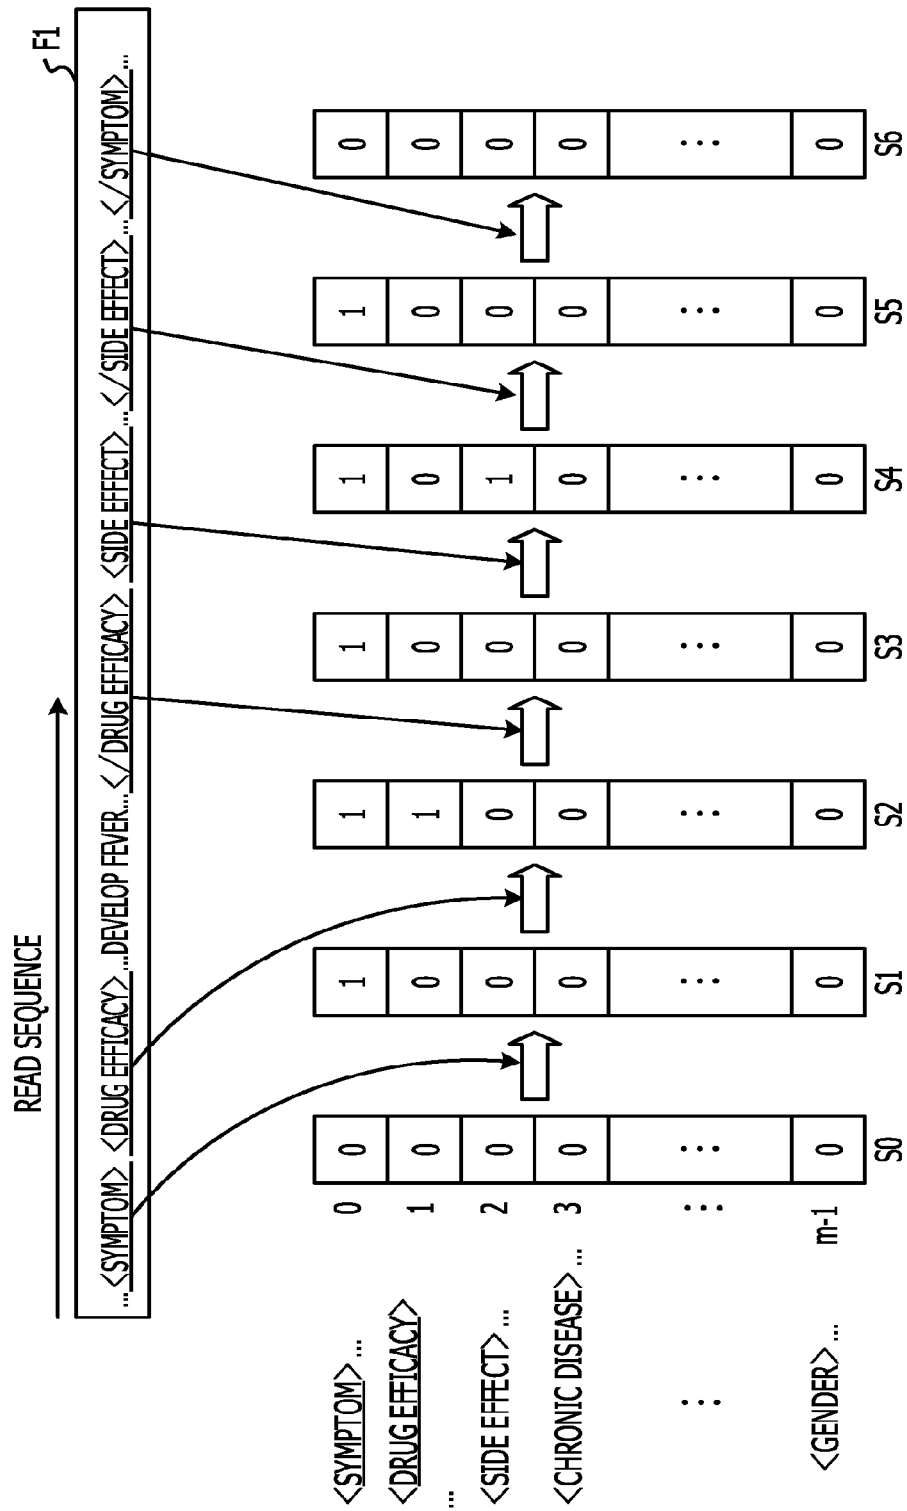 READ SEQUENCE
F1
...<SYMPTOM> <DRUG EFFICACY>...DEVELOP FEVER...</DRUG EFFICACY> <SIDE EFFECT>...</SIDE EFFECT>...</SYMPTOM>...
<SYMPTOM>... 0 0 1 1 1 1 1 0
<DRUG EFFICACY> 1 0 0 1 0 0 0 0
...
<SIDE EFFECT>... 2 0 0 0 0 1 0 0
<CHRONIC DISEASE>... 3 0 0 0 0 0 0 0
... ... ... ... ... ... ... ... ...
<GENDER>... m-1 0 0 0 0 0 0 0
S0 S1 S2 S3 S4 S5 S6